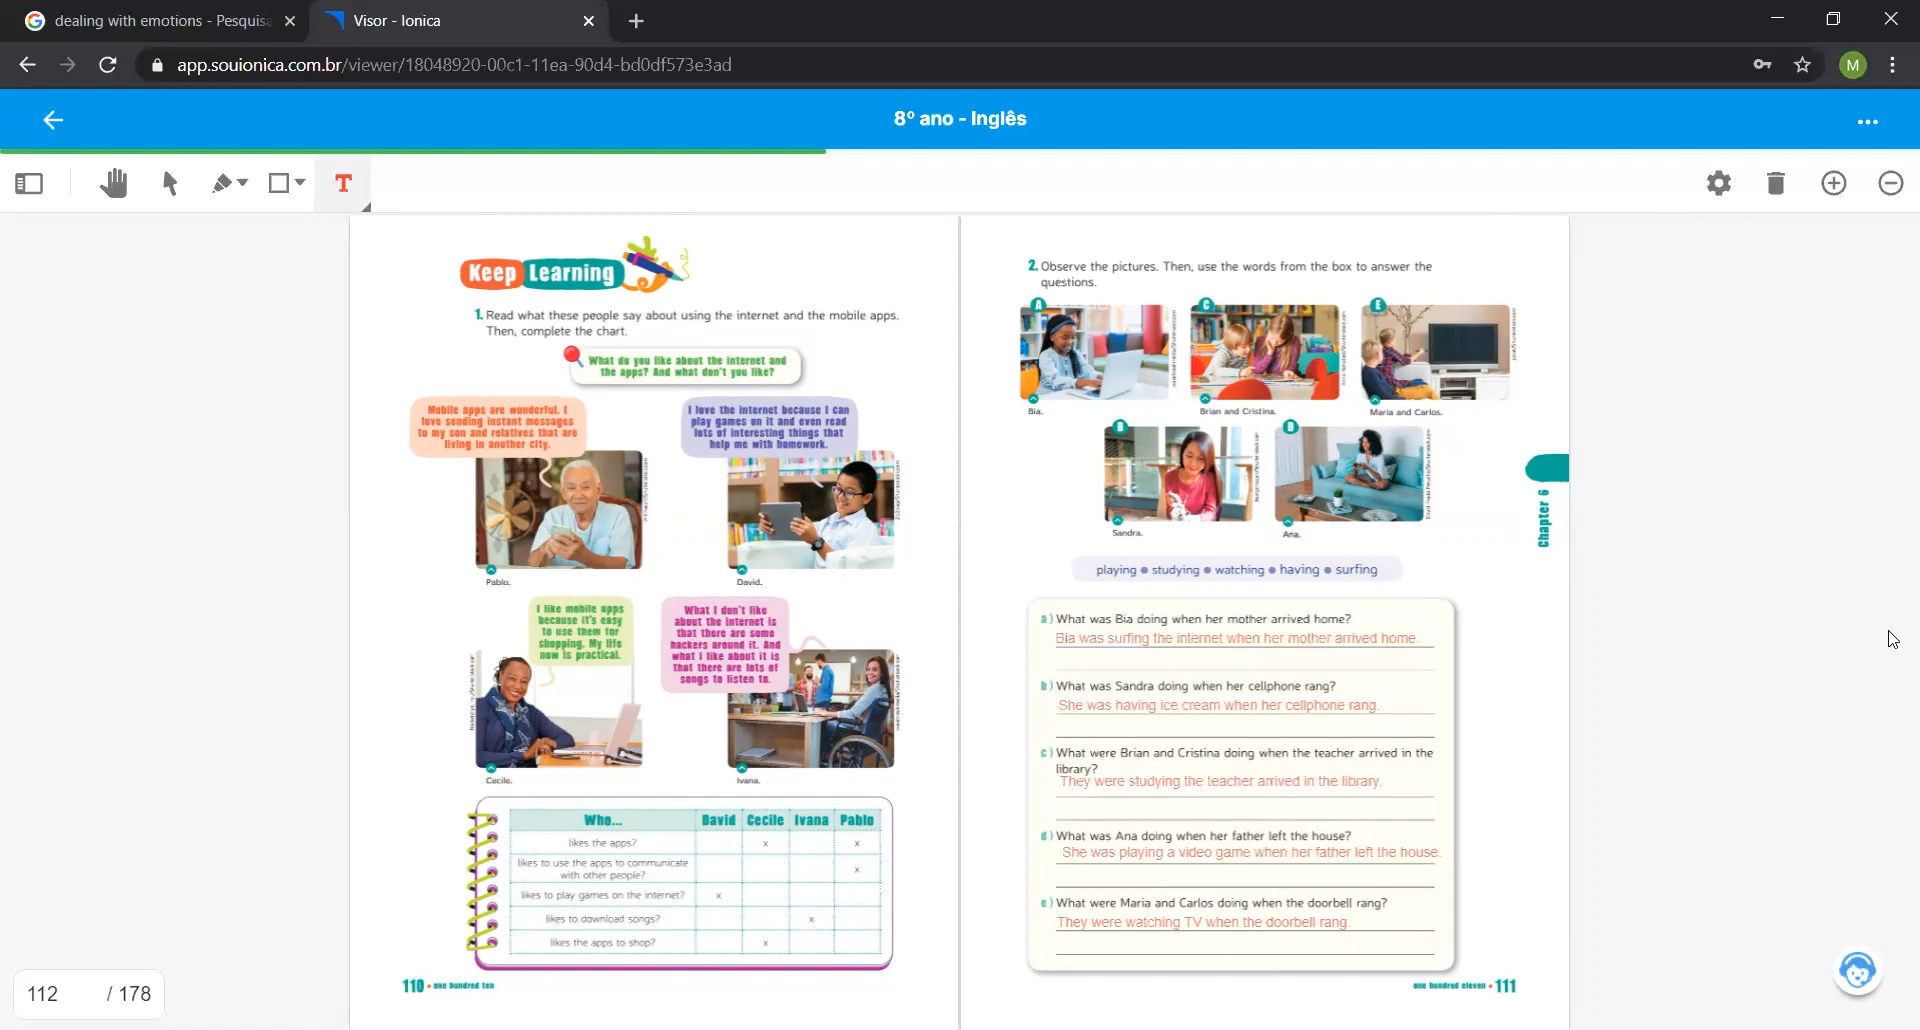 dealing with emotions - Pesquisa
Visor - Ionica
app.souionica.com.br/viewer/18048920-00c1-11ea-90d4-bd0df573e3ad
M
8º ano - Inglês
T
Keep Learning
1. Read what these people say about using the internet and the mobile apps.
Then, complete the chart.
What do you like about the internet and
the apps? And what don't you like?
Mobile apps are wonderful. I
love sending instant messages
to my son and relatives that are
living in another city.
I love the internet because I can
play games on it and even read
lots of interesting things that
help me with homework.
Pablo.
David.
I like mobile apps
because it's easy
to use them for
shopping. My life
now is practical.
What I don't like
about the internet is
that there are some
hackers around it. And
what I like about it is
that there are lots of
songs to listen to.
Cecile.
Ivana.
Who... David Cecile Ivana Pablo
likes the apps? x x
likes to use the apps to communicate
with other people? x
likes to play games on the internet? x
likes to download songs? x
likes the apps to shop? x
110 • one hundred ten
112 / 178
2. Observe the pictures. Then, use the words from the box to answer the
questions.
A
C
E
Bia.
Brian and Cristina.
Maria and Carlos.
B
D
Sandra.
Ana.
Chapter 6
playing • studying • watching • having • surfing
a) What was Bia doing when her mother arrived home?
Bia was surfing the internet when her mother arrived home.
b) What was Sandra doing when her cellphone rang?
She was having ice cream when her cellphone rang.
c) What were Brian and Cristina doing when the teacher arrived in the
library?
They were studying the teacher arrived in the library.
d) What was Ana doing when her father left the house?
She was playing a video game when her father left the house.
e) What were Maria and Carlos doing when the doorbell rang?
They were watching TV when the doorbell rang.
one hundred eleven • 111